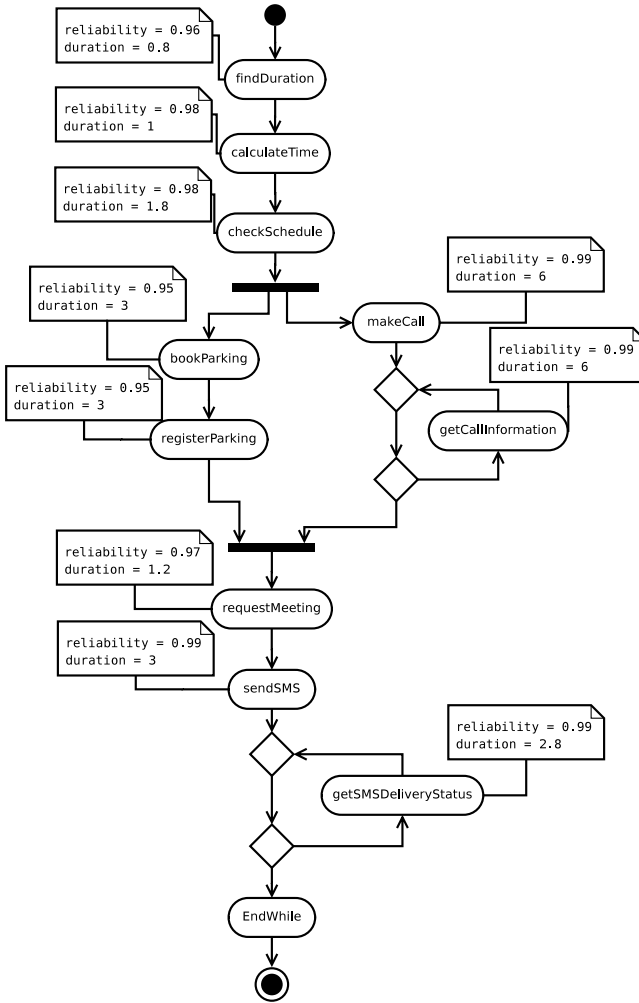 reliability = 0.96
duration = 0.8
findDuration
reliability = 0.98
duration = 1
calculateTime
reliability = 0.98
duration = 1.8
checkSchedule
reliability = 0.99
duration = 6
makeCall
reliability = 0.95
duration = 3
bookParking
reliability = 0.99
duration = 6
getCallInformation
reliability = 0.95
duration = 3
registerParking
reliability = 0.97
duration = 1.2
requestMeeting
reliability = 0.99
duration = 3
sendSMS
reliability = 0.99
duration = 2.8
getSMSDeliveryStatus
EndWhile